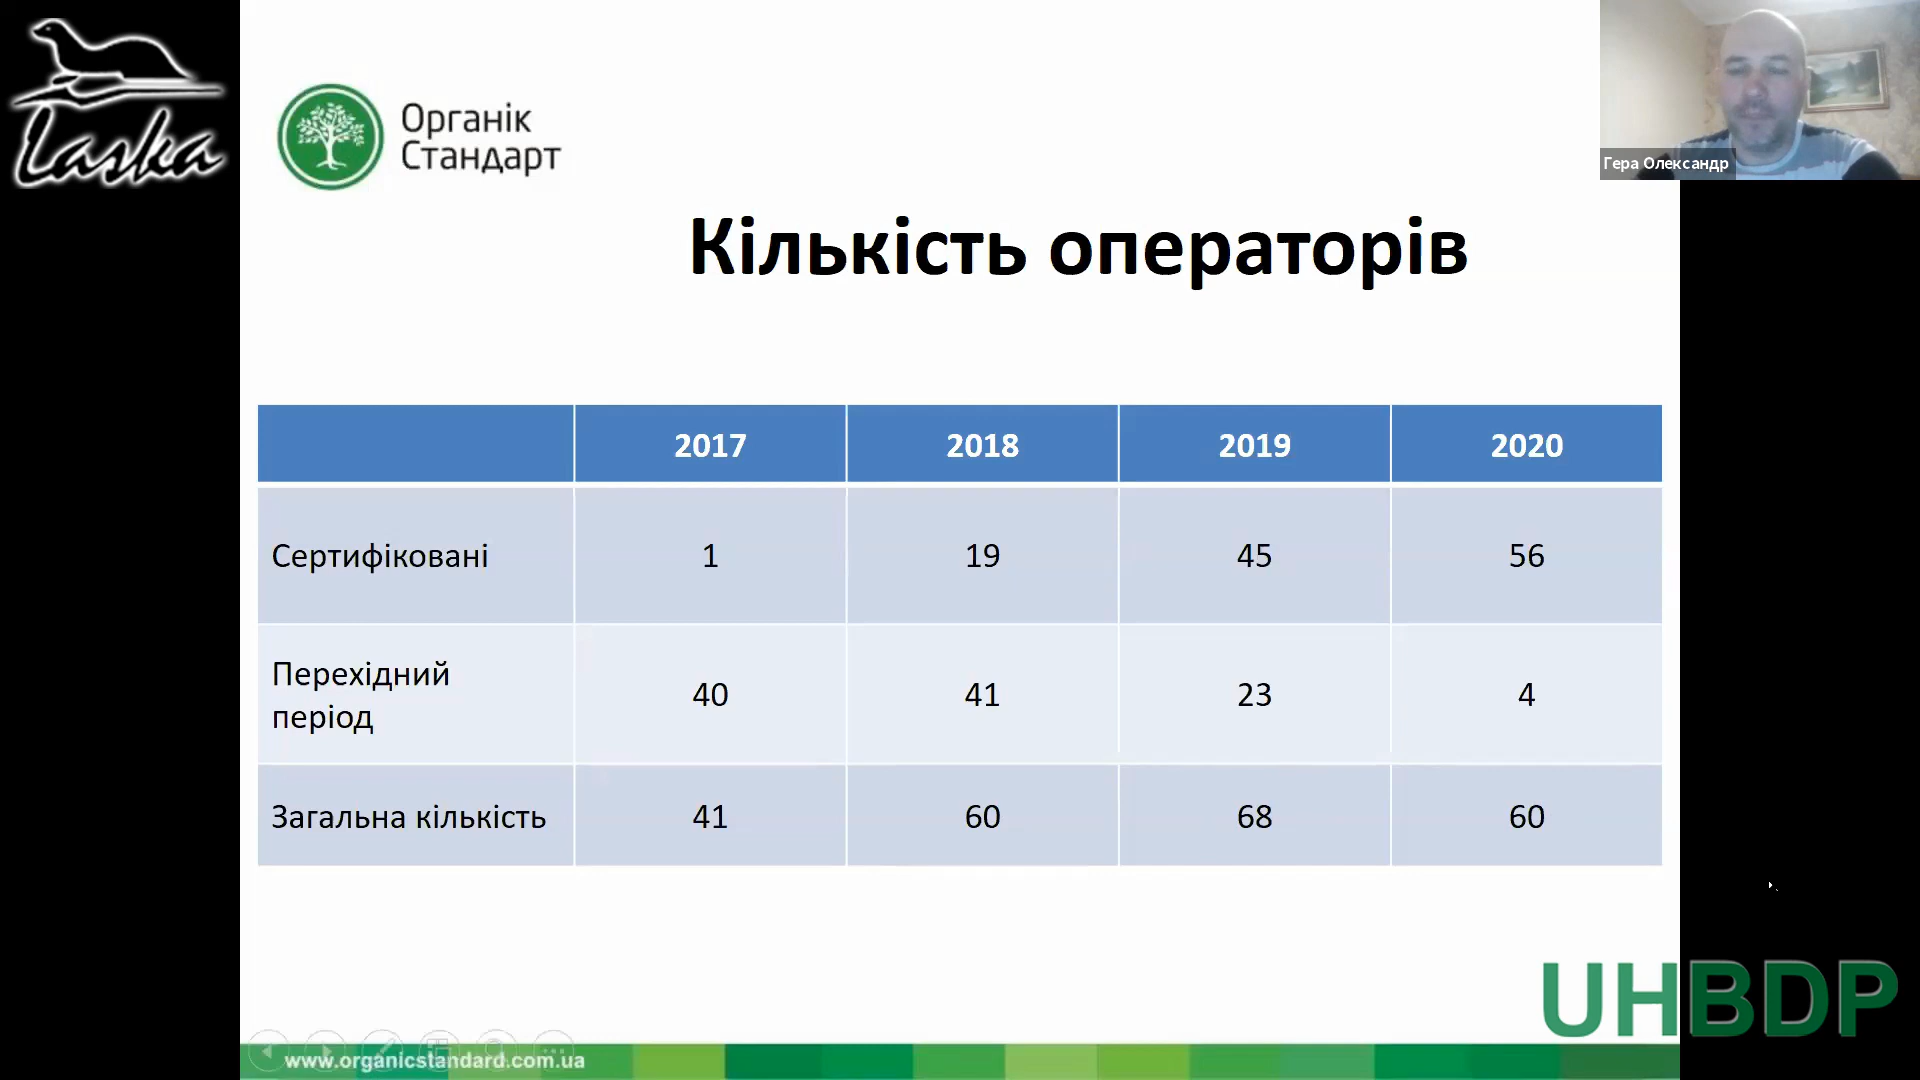 Laska
Органік
Стандарт
Гера Олександр
Кількість операторів
2017 2018 2019 2020
Сертифіковані 1 19 45 56
Перехідний
період 40 41 23 4
Загальна кількість 41 60 68 60
UHBDP
www.organicstandard.com.ua